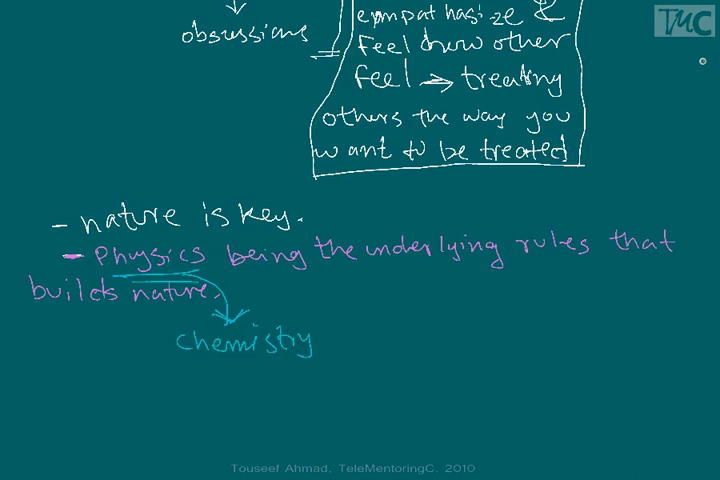 TMC
obsessions
empathasize &
feel how other
feel → treating
others the way you
want to be treated
- nature is key.
- Physics being the underlying rules that
builds nature.
chemistry
Touseef Ahmad, TeleMentoringC. 2010